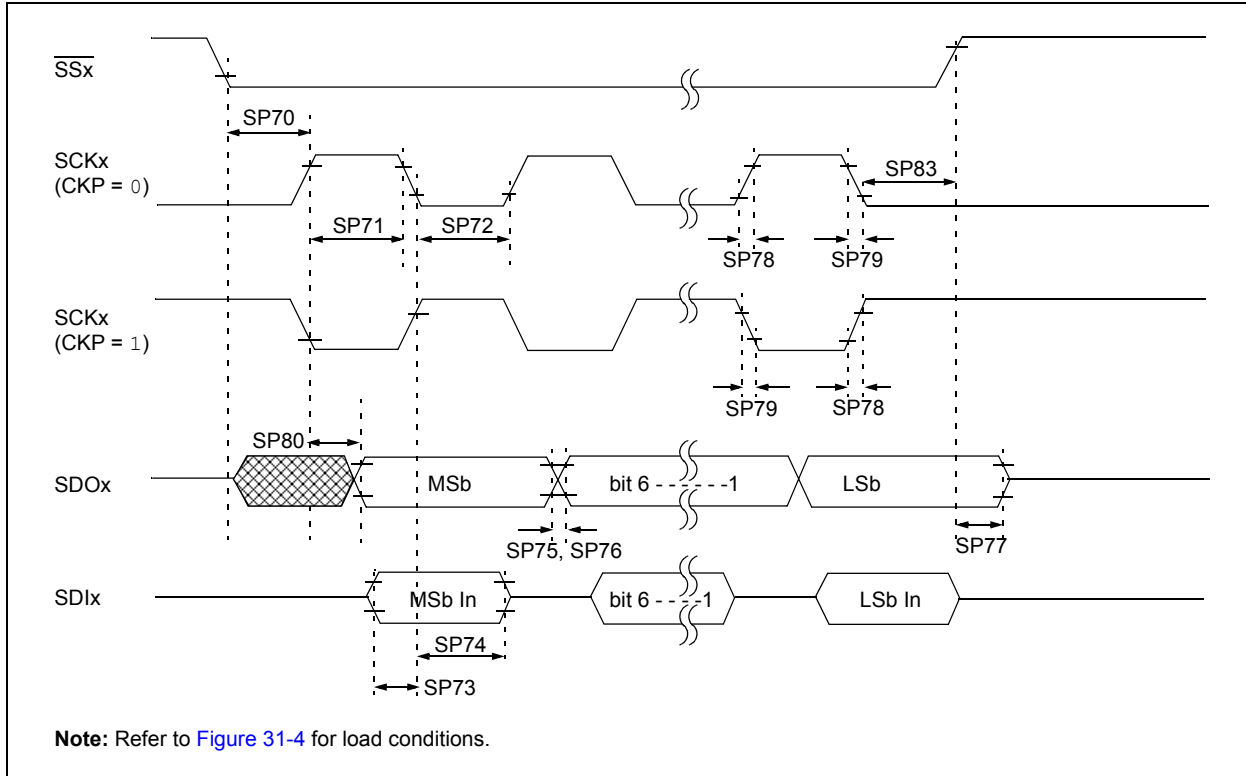 SSx
SP70
SCKx
(CKP = 0)
SP83
SP71
SP72
SP78
SP79
SCKx
(CKP = 1)
SP79
SP78
SP80
SDOx
MSb
bit 6 - - - - - - -1
LSb
SP75, SP76
SP77
SDIx
MSb In
bit 6 - - - - -1
LSb In
SP74
SP73
Note: Refer to Figure 31-4 for load conditions.